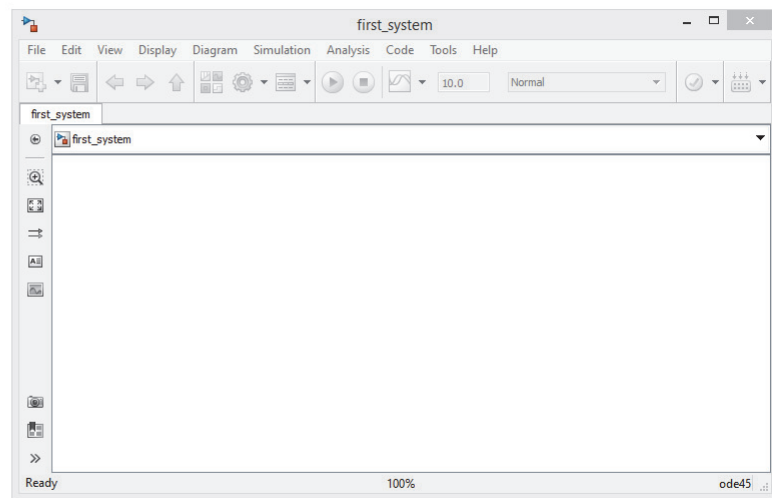 first_system
File Edit View Display Diagram Simulation Analysis Code Tools Help
10.0 Normal
first_system
first_system
Ready 100% ode45